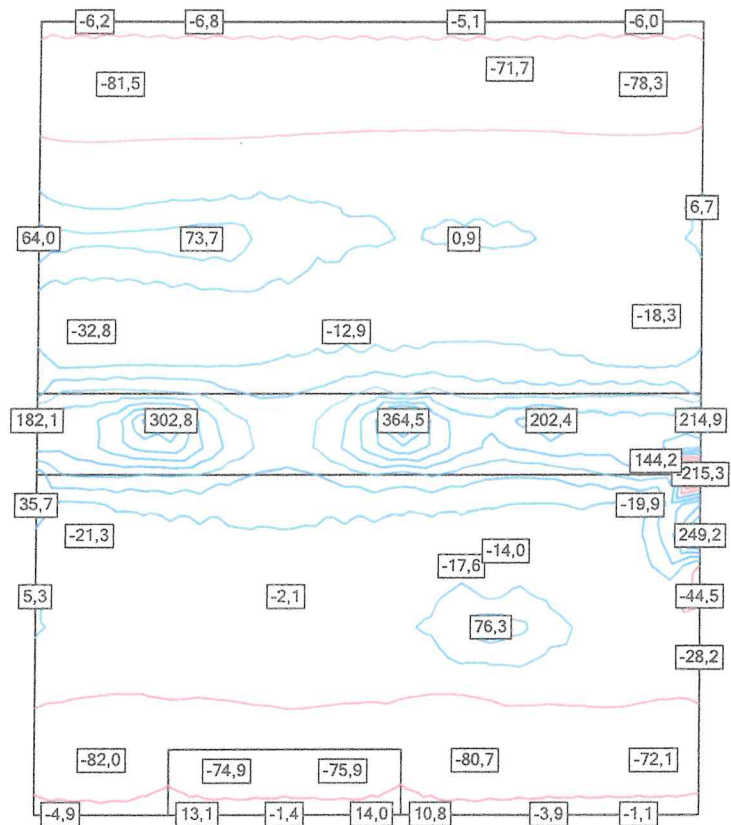 -6,2 -6,8 -5,1 -6,0
-71,7
-81,5 -78,3
6,7
64,0 73,7 0,9
-18,3
-32,8 -12,9
182,1 302,8 364,5 202,4 214,9
144,2
-215,3
35,7 -19,9
-21,3 249,2
-14,0
-17,6
5,3 -2,1 -44,5
76,3
-28,2
-82,0 -80,7 -72,1
-74,9 -75,9
-4,9 13,1 -1,4 14,0 10,8 -3,9 -1,1